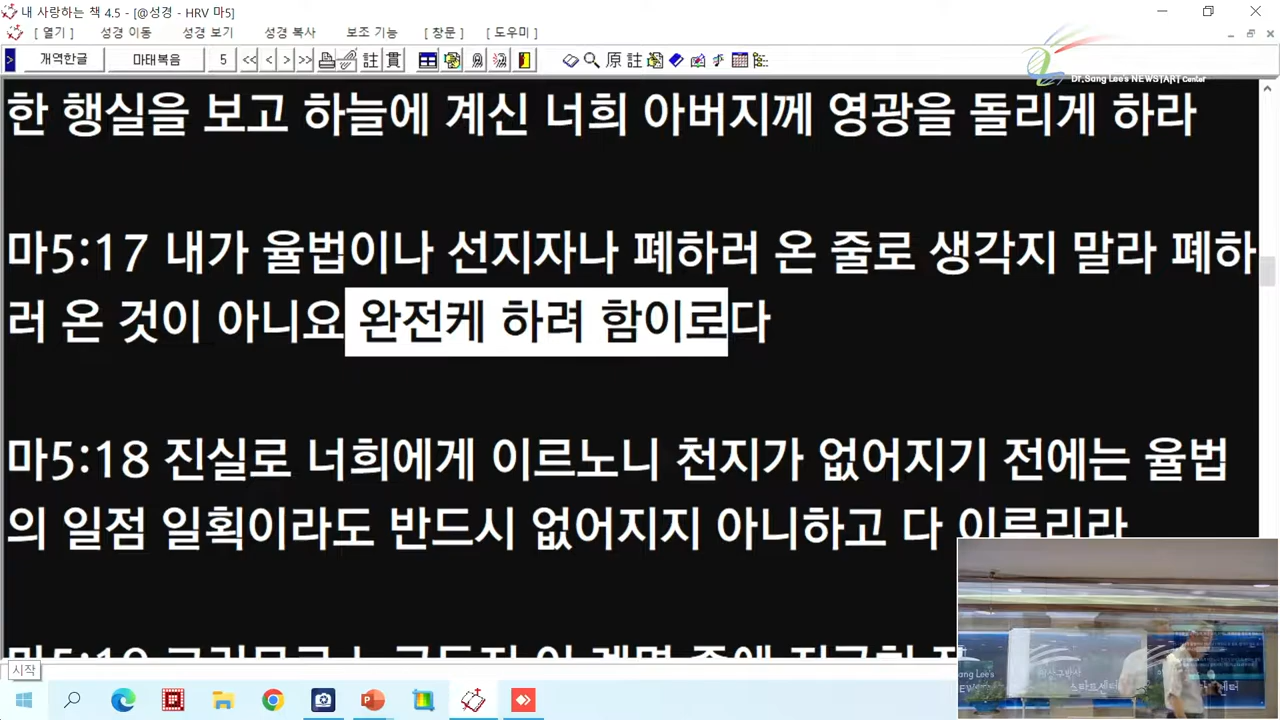 내 사랑하는 책 4.5 - [@성경 - HRV 마5]
[ 열기 ] 성경 이동 성경 보기 성경 복사 보조 기능 [ 창문 ] [ 도우미 ]
> 개역한글 마태복음 5 << < > >> 註 貫 原 註
Dr. Sang Lee's NEWSTART Center
한 행실을 보고 하늘에 계신 너희 아버지께 영광을 돌리게 하라
마5:17 내가 율법이나 선지자나 폐하러 온 줄로 생각지 말라 폐하
러 온 것이 아니요 완전케 하려 함이로다
마5:18 진실로 너희에게 이르노니 천지가 없어지기 전에는 율법
의 일점 일획이라도 반드시 없어지지 아니하고 다 이루리라
시작